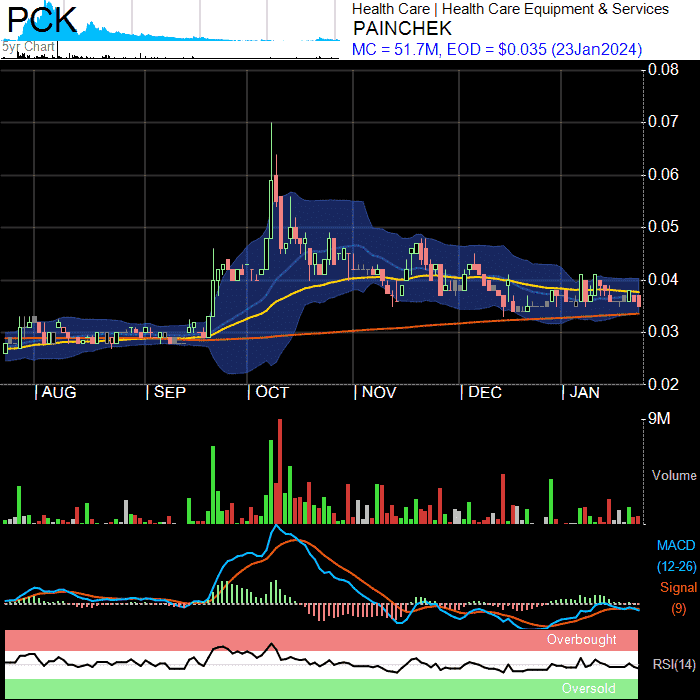 PCK
5yr Chart
Health Care | Health Care Equipment & Services
PAINCHEK
MC = 51.7M, EOD = $0.035 (23Jan2024)
0.08
0.07
0.06
0.05
0.04
0.03
0.02
AUG SEP OCT NOV DEC JAN
9M
Volume
MACD
(12-26)
Signal
(9)
Overbought
RSI(14)
Oversold